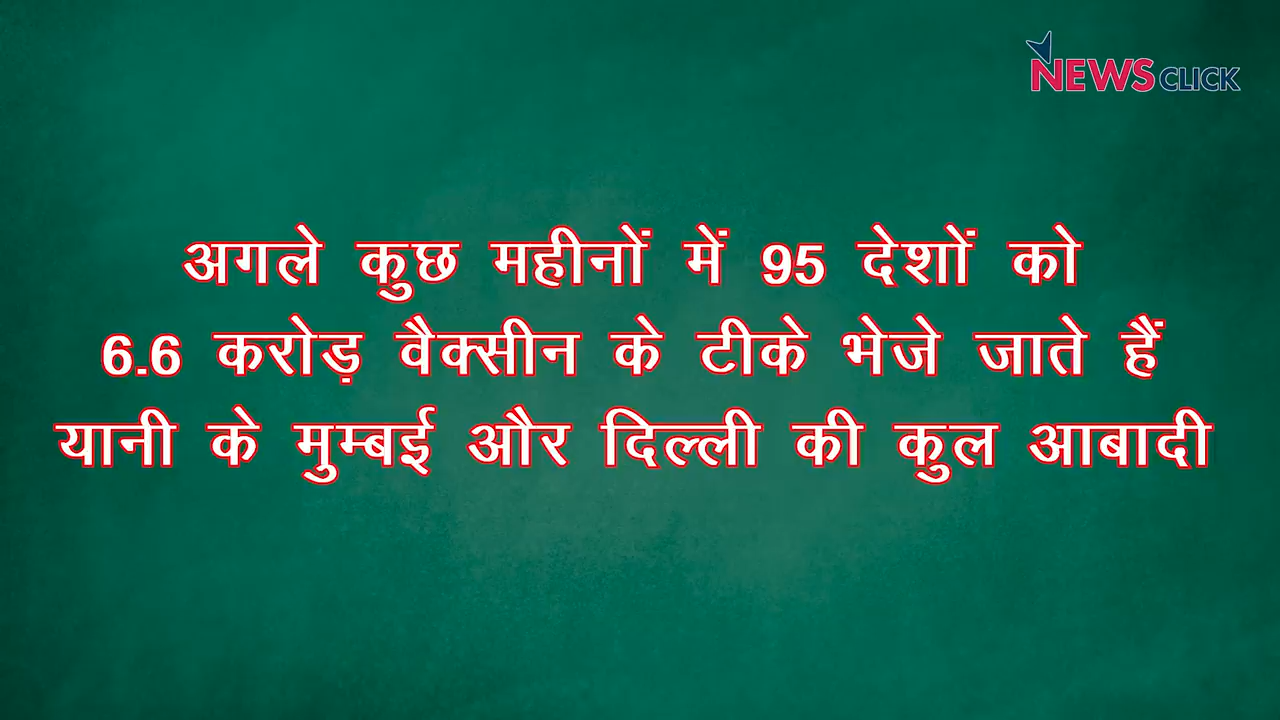 NEWSCLICK
अगले कुछ महीनों में 95 देशों को
6.6 करोड़ वैक्सीन के टीके भेजे जाते हैं
यानी के मुम्बई और दिल्ली की कुल आबादी